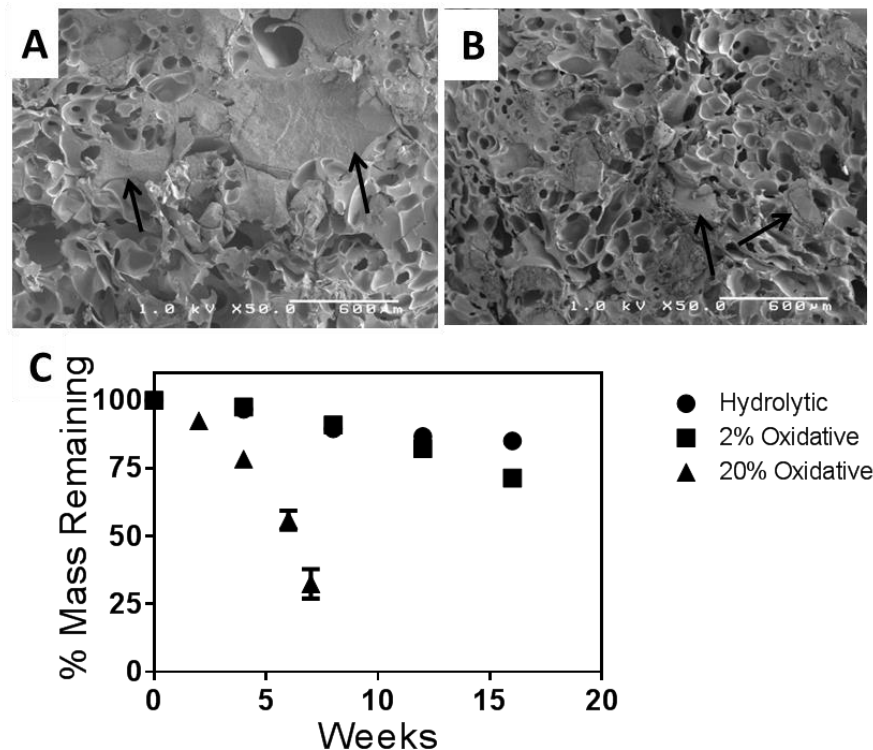 A
B
1.0 kV X50.0 600µm
1.0 kV X50.0 600µm
C
% Mass Remaining
100
75
50
25
0
0 5 10 15 20
Weeks
Hydrolytic
2% Oxidative
20% Oxidative